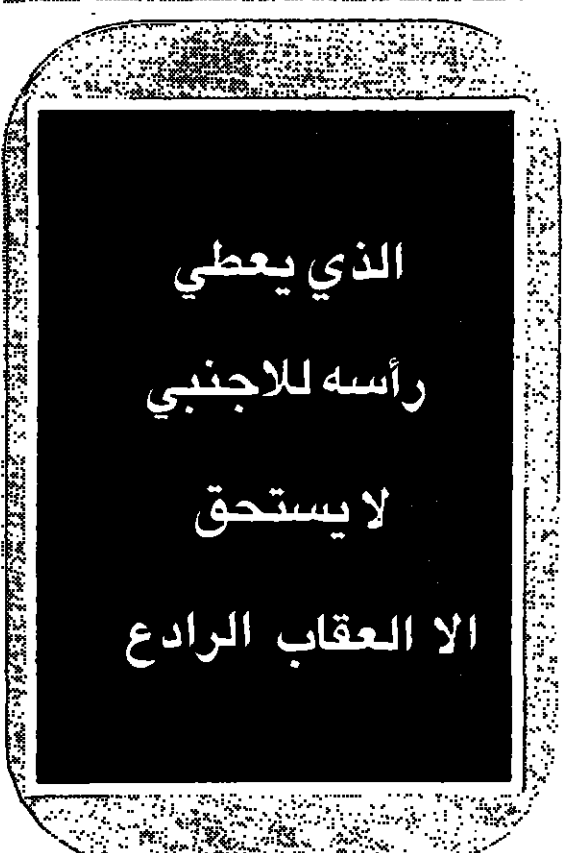 الذي يعطي
رأسه للاجنبي
لا يستحق
الا العقاب الرادع